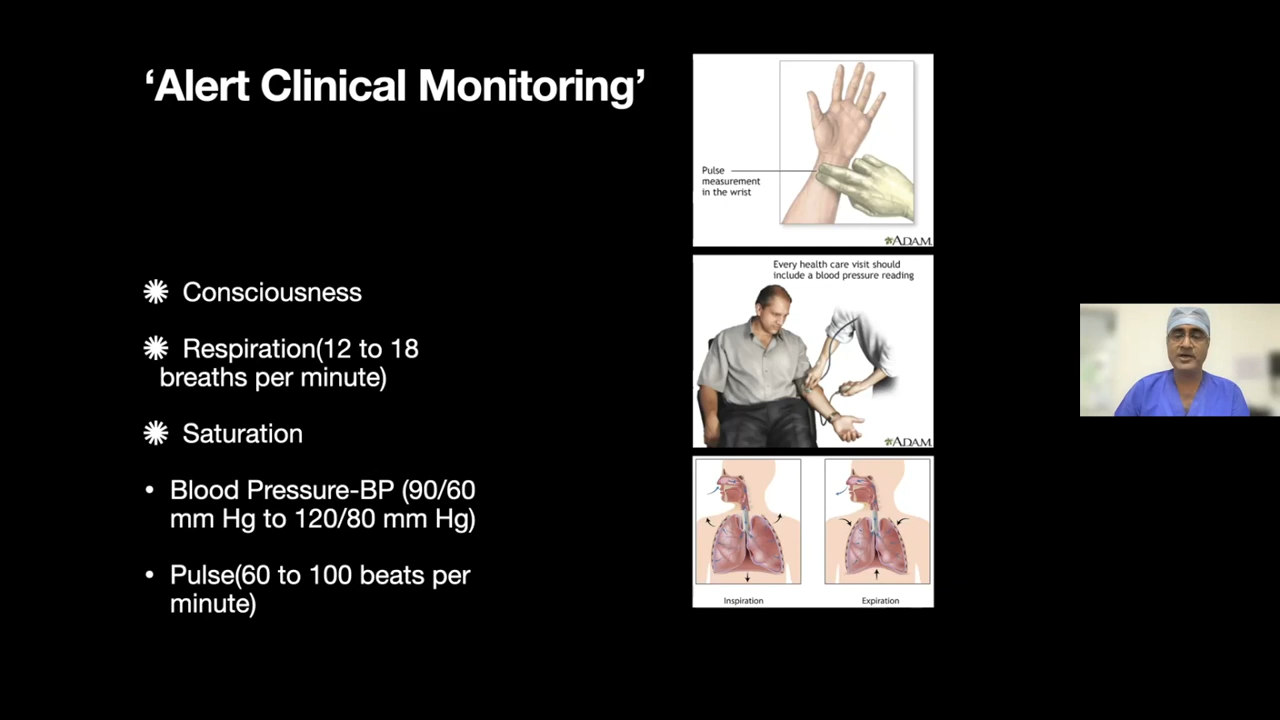 ‘Alert Clinical Monitoring’
Consciousness
Respiration(12 to 18
breaths per minute)
Saturation
• Blood Pressure-BP (90/60
mm Hg to 120/80 mm Hg)
• Pulse(60 to 100 beats per
minute)
Pulse
measurement
in the wrist
ADAM.
Every health care visit should
include a blood pressure reading
ADAM.
Inspiration
Expiration